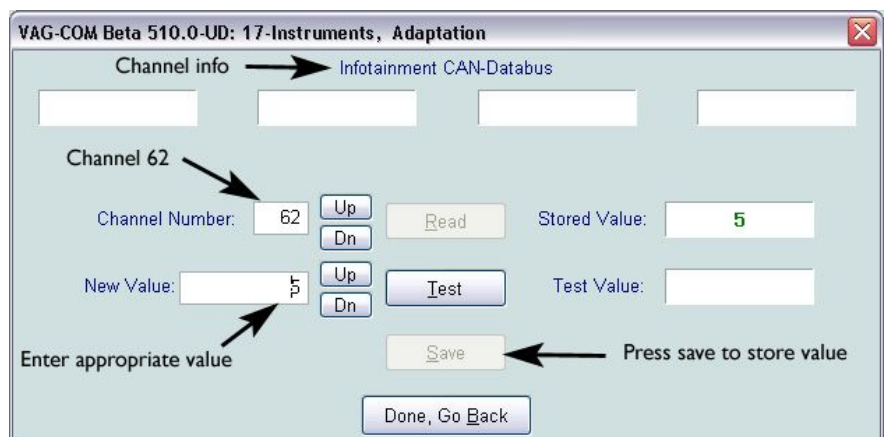 VAG-COM Beta 510.0-UD: 17-Instruments, Adaptation
Channel info
Infotainment CAN-Databus
Channel 62
Channel Number: 62 Up Read Stored Value: 5
Dn
New Value: 5 Up Test Test Value:
Dn
Enter appropriate value Save Press save to store value
Done, Go Back